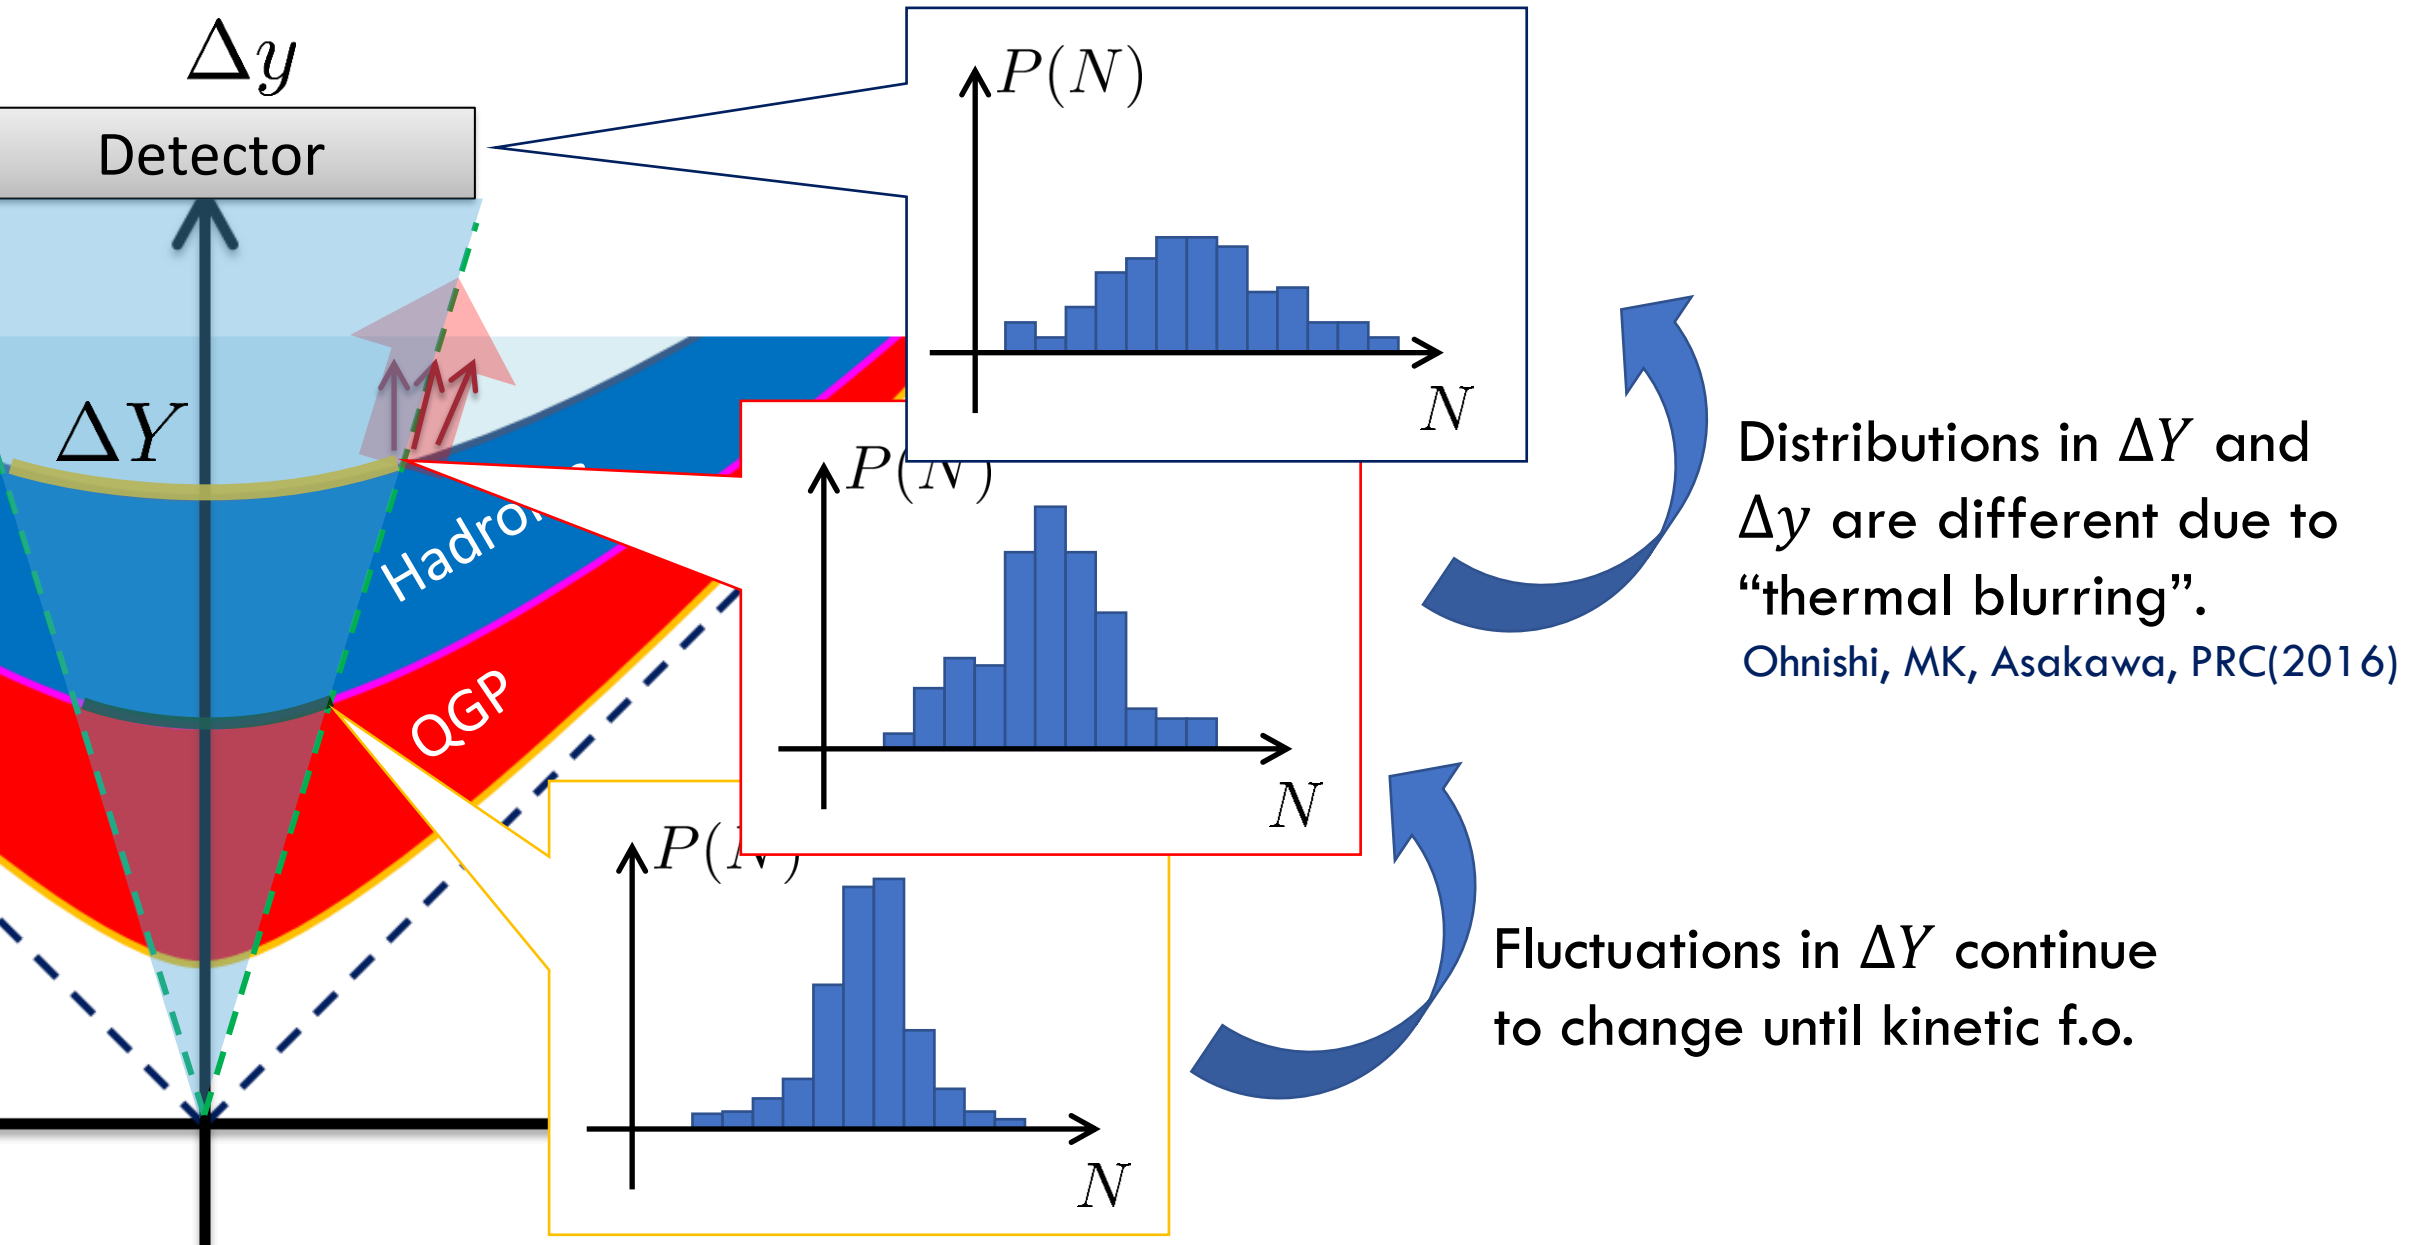 Δy
Detector
P(N)
N
ΔY
P(N)
N
QGP
P(
N
Distributions in ΔY and
Δy are different due to
“thermal blurring”.
Ohnishi, MK, Asakawa, PRC(2016)
Fluctuations in ΔY continue
to change until kinetic f.o.